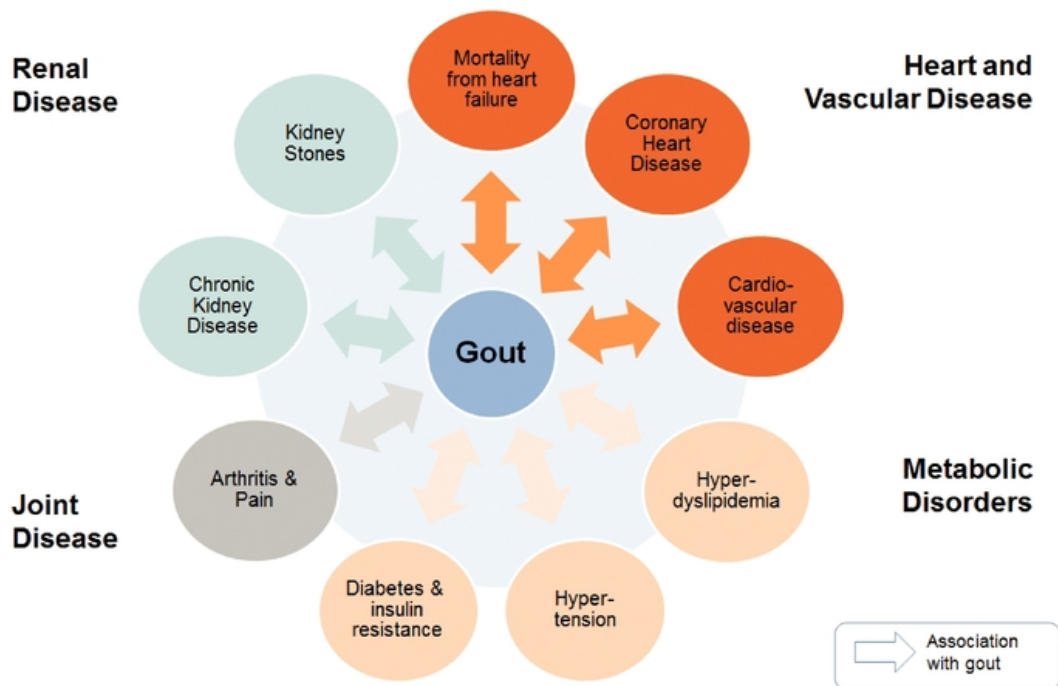 Renal
Disease
Mortality
from heart
failure
Heart and
Vascular Disease
Kidney
Stones
Coronary
Heart
Disease
Chronic
Kidney
Disease
Cardio-
vascular
disease
Gout
Arthritis &
Pain
Hyper-
dyslipidemia
Joint
Disease
Metabolic
Disorders
Diabetes &
insulin
resistance
Hyper-
tension
Association
with gout